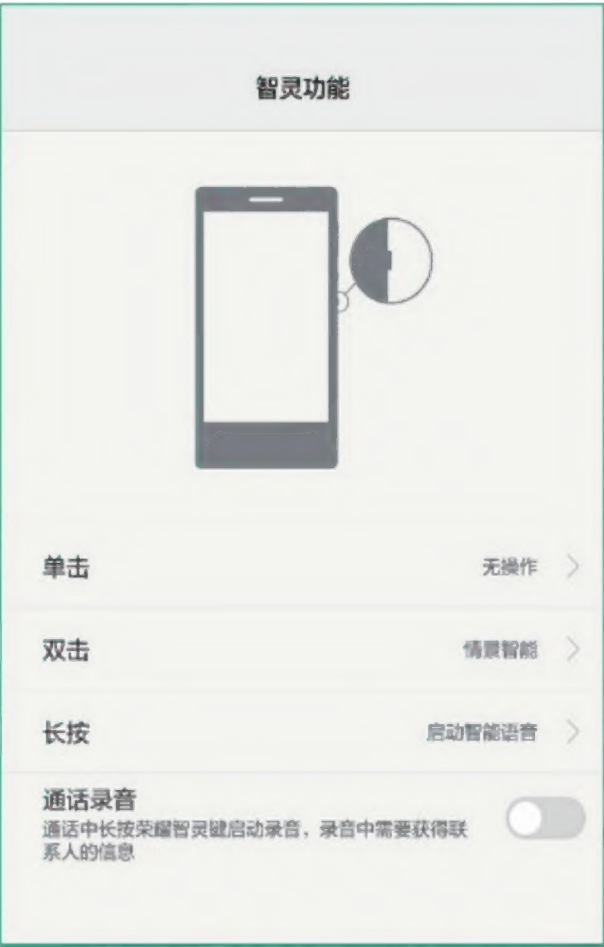 智灵功能
单击
无操作
双击
情景智能
长按
启动智能语音
通话录音
通话中长按荣耀智灵键启动录音，录音中需要获得联
系人的信息